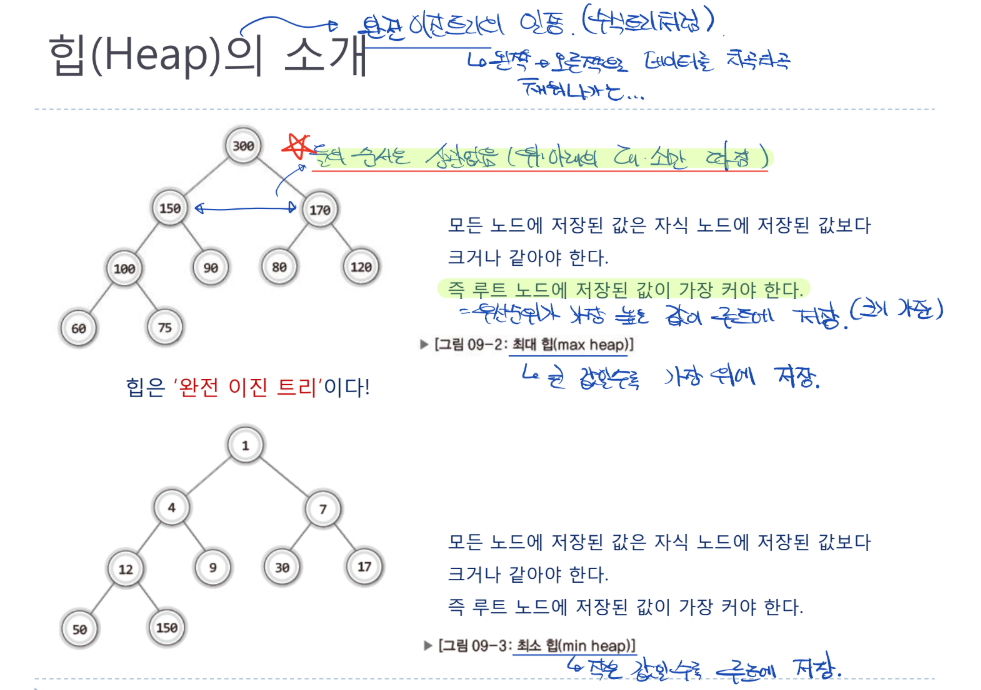 완전이진트리의 일종. (수식트리처럼)
힙(Heap)의 소개
↳ 왼쪽 → 오른쪽으로 데이터를 차곡차곡
채워나가는...
300
☆ 둘의 순서는 상관없음 (위·아래의 대·소만 따짐)
150
170
모든 노드에 저장된 값은 자식 노드에 저장된 값보다
크거나 같아야 한다.
100
90
80
120
즉 루트 노드에 저장된 값이 가장 커야 한다.
= 우선순위가 가장 높은 값이 루트에 저장. (크기 기준)
60
75
▶ [그림 09-2: 최대 힙(max heap)]
↳ 큰 값일수록 가장 위에 저장.
힙은 ‘완전 이진 트리’이다!
1
4
7
모든 노드에 저장된 값은 자식 노드에 저장된 값보다
크거나 같아야 한다.
12
9
30
17
즉 루트 노드에 저장된 값이 가장 커야 한다.
50
150
▶ [그림 09-3: 최소 힙(min heap)]
↳ 작은 값일수록 루트에 저장.